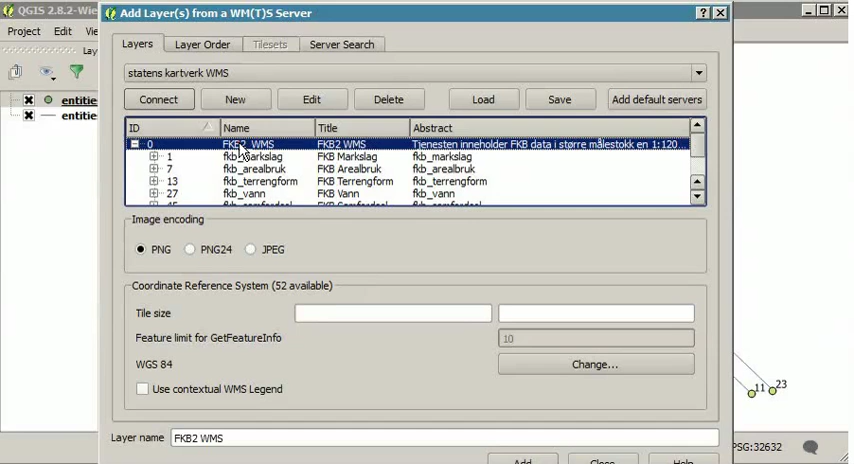 QGIS 2.8.2-Wie
Add Layer(s) from a WM(T)S Server
Project Edit
Layers Layer Order Tilesets Server Search
statens kartverk WMS
Connect New Edit Delete Load Save Add default servers
ID Name Title Abstract
0 FKB2_WMS FKB2 WMS Tjenesten inneholder FKB data i større målestokk en 1:120...
1 fkb_markslag FKB Markslag fkb_markslag
7 fkb_arealbruk FKB Arealbruk fkb_arealbruk
13 fkb_terrengform FKB Terrengform fkb_terrengform
27 fkb_vann FKB Vann fkb_vann
entitie
entitie
Image encoding
PNG PNG24 JPEG
Coordinate Reference System (52 available)
Tile size
Feature limit for GetFeatureInfo 10
WGS 84 Change...
Use contextual WMS Legend
11 23
Layer name FKB2 WMS
PSG:32632
Add Close Help